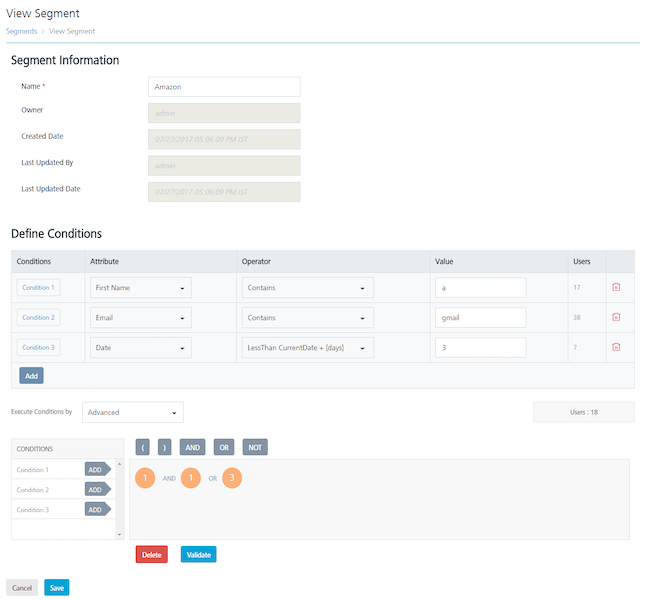 View Segment
Segments > View Segment
Segment Information
Name *
Amazon
Owner
admin
Created Date
07/27/2017 05:06:09 PM IST
Last Updated By
admin
Last Updated Date
07/27/2017 05:06:09 PM IST
Define Conditions
Conditions Attribute Operator Value Users
Condition 1 First Name Contains a 17
Condition 2 Email Contains gmail 38
Condition 3 Date LessThan CurrentDate + {days} 3 7
Add
Execute Conditions by Advanced Users : 18
CONDITIONS ( ) AND OR NOT
Condition 1 ADD
Condition 2 ADD
Condition 3 ADD
1 AND 1 OR 3
Delete Validate
Cancel Save